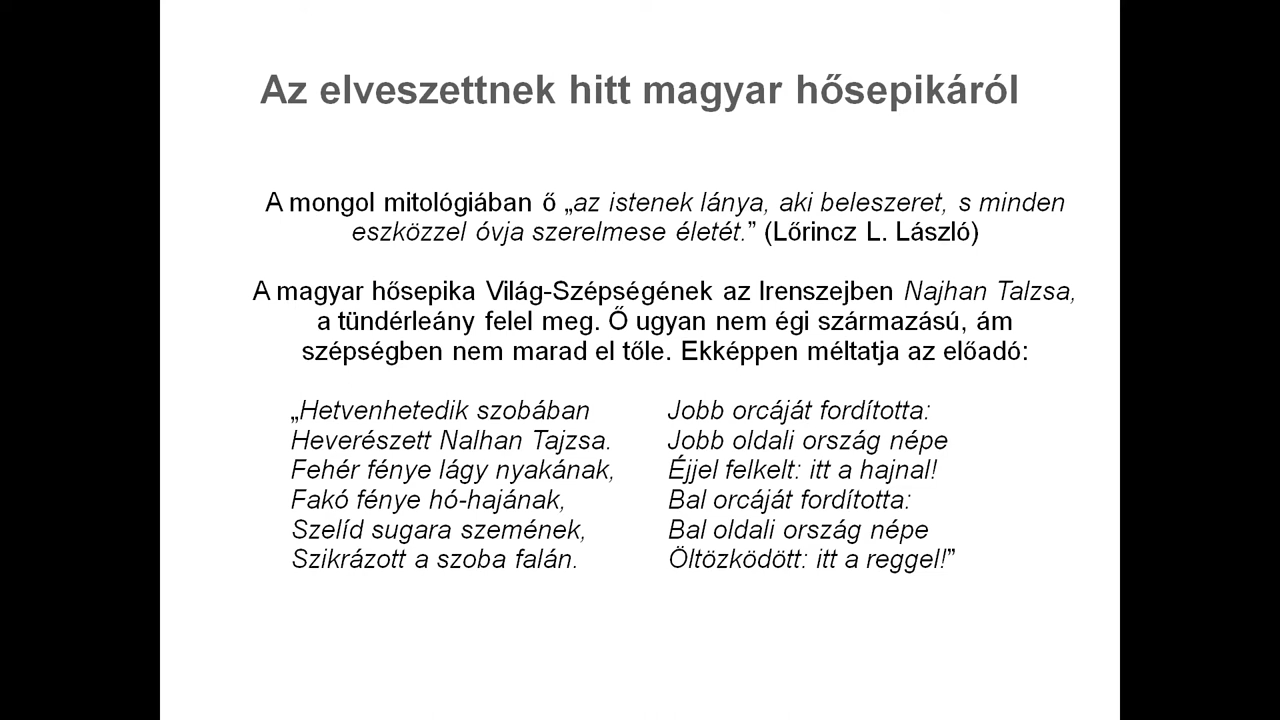 Az elveszettnek hitt magyar hősepikáról
A mongol mitológiában ő „az istenek lánya, aki beleszeret, s minden
eszközzel óvja szerelmese életét.” (Lőrincz L. László)
A magyar hősepika Világ-Szépségének az Irenszejben Najhan Talzsa,
a tündérleány felel meg. Ő ugyan nem égi származású, ám
szépségben nem marad el tőle. Ekképpen méltatja az előadó:
„Hetvenhetedik szobában
Heverészett Nalhan Tajzsa.
Fehér fénye lágy nyakának,
Fakó fénye hó-hajának,
Szelíd sugara szemének,
Szikrázott a szoba falán.
Jobb orcáját fordította:
Jobb oldali ország népe
Éjjel felkelt: itt a hajnal!
Bal orcáját fordította:
Bal oldali ország népe
Öltözködött: itt a reggel!”